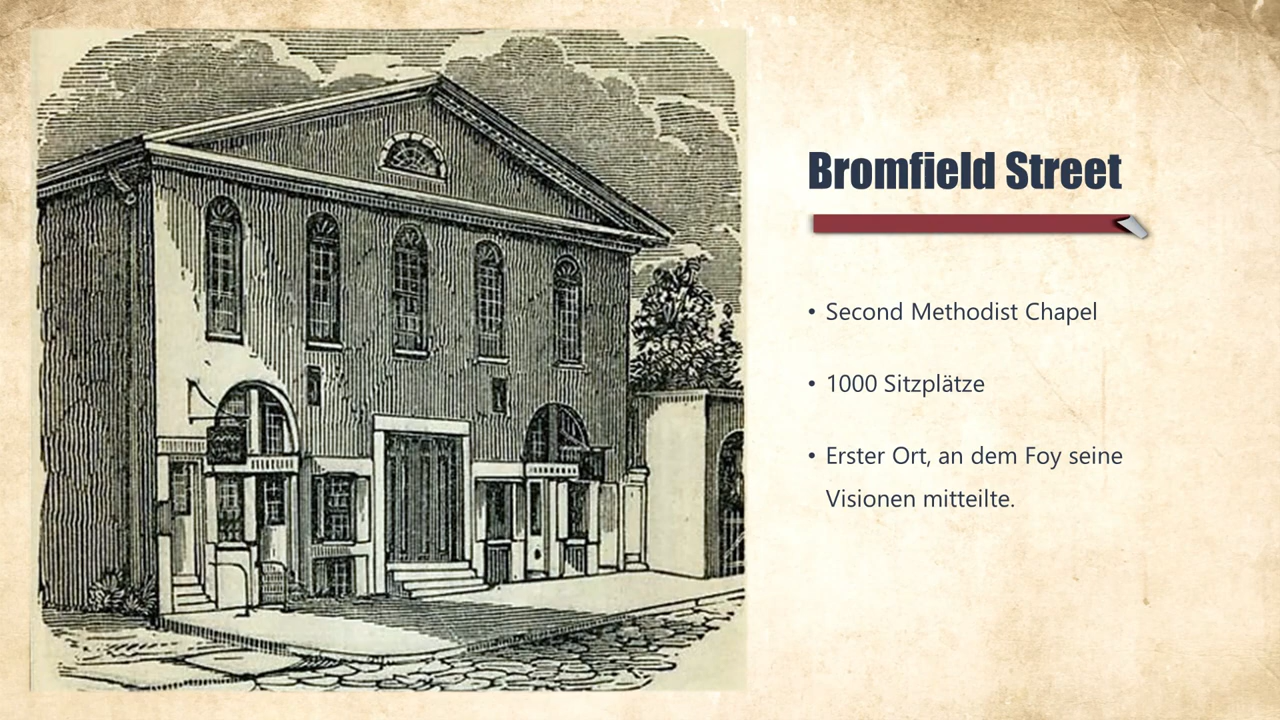 Bromfield Street
• Second Methodist Chapel
• 1000 Sitzplätze
• Erster Ort, an dem Foy seine
Visionen mitteilte.